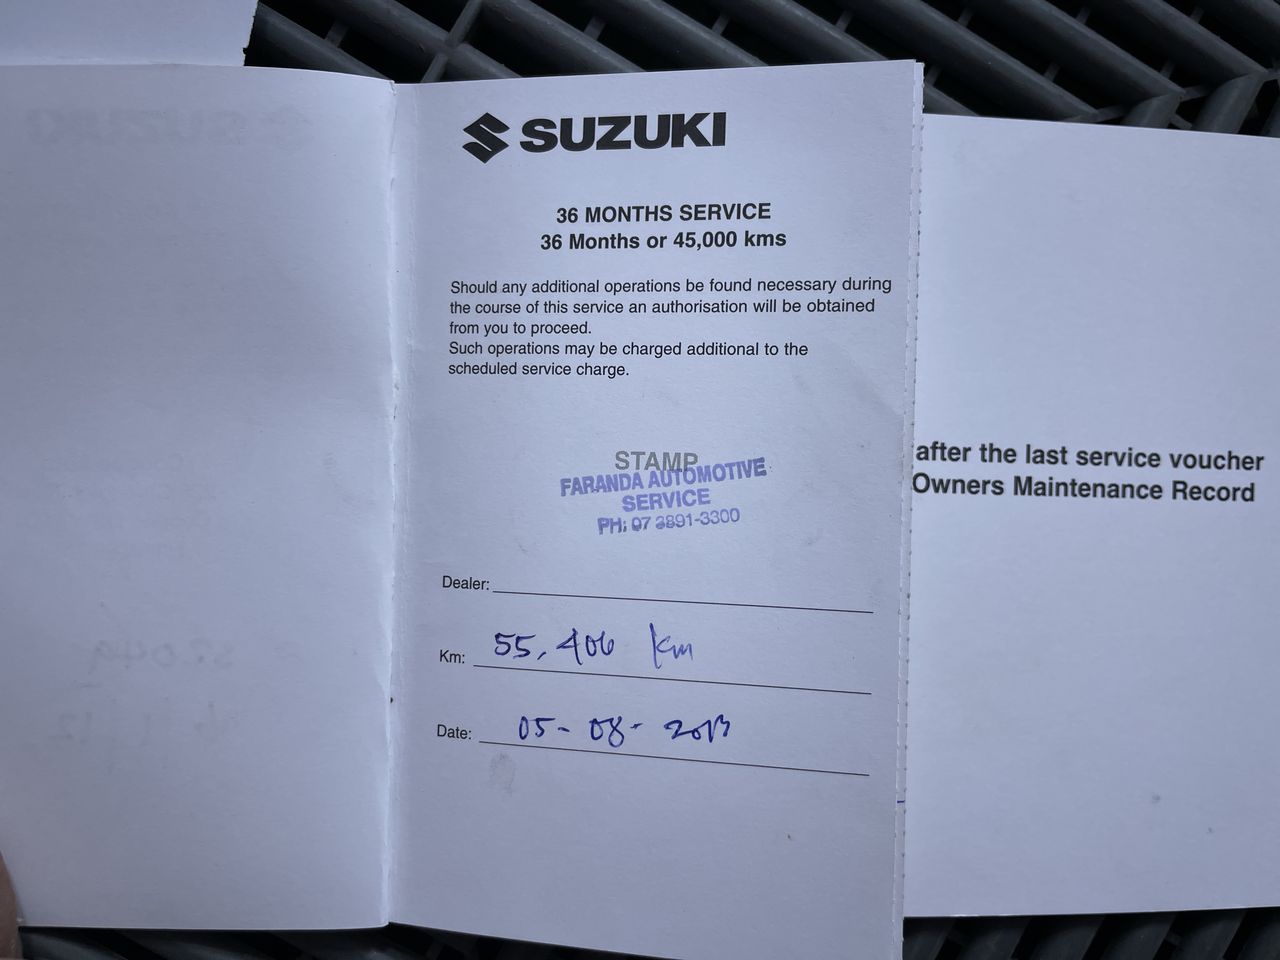 SUZUKI
36 MONTHS SERVICE
36 Months or 45,000 kms
Should any additional operations be found necessary during
the course of this service an authorisation will be obtained
from you to proceed.
Such operations may be charged additional to the
scheduled service charge.
STAMP
FARANDA AUTOMOTIVE
SERVICE
PH: 07 3891-3300
Dealer:
Km: 55,406 km
Date: 05-08-2013
after the last service voucher
Owners Maintenance Record